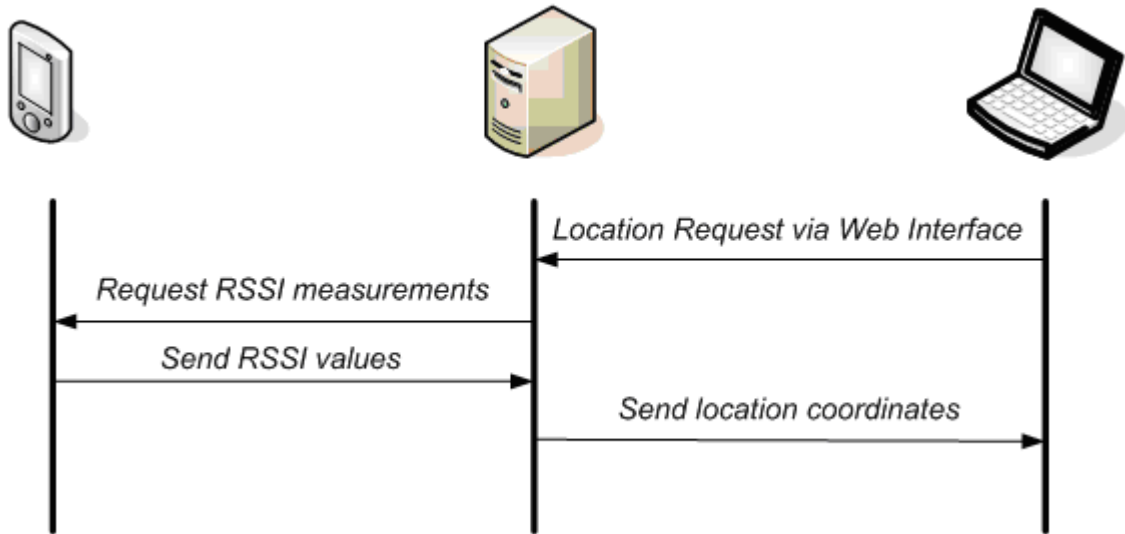 Location Request via Web Interface
Request RSSI measurements
Send RSSI values
Send location coordinates